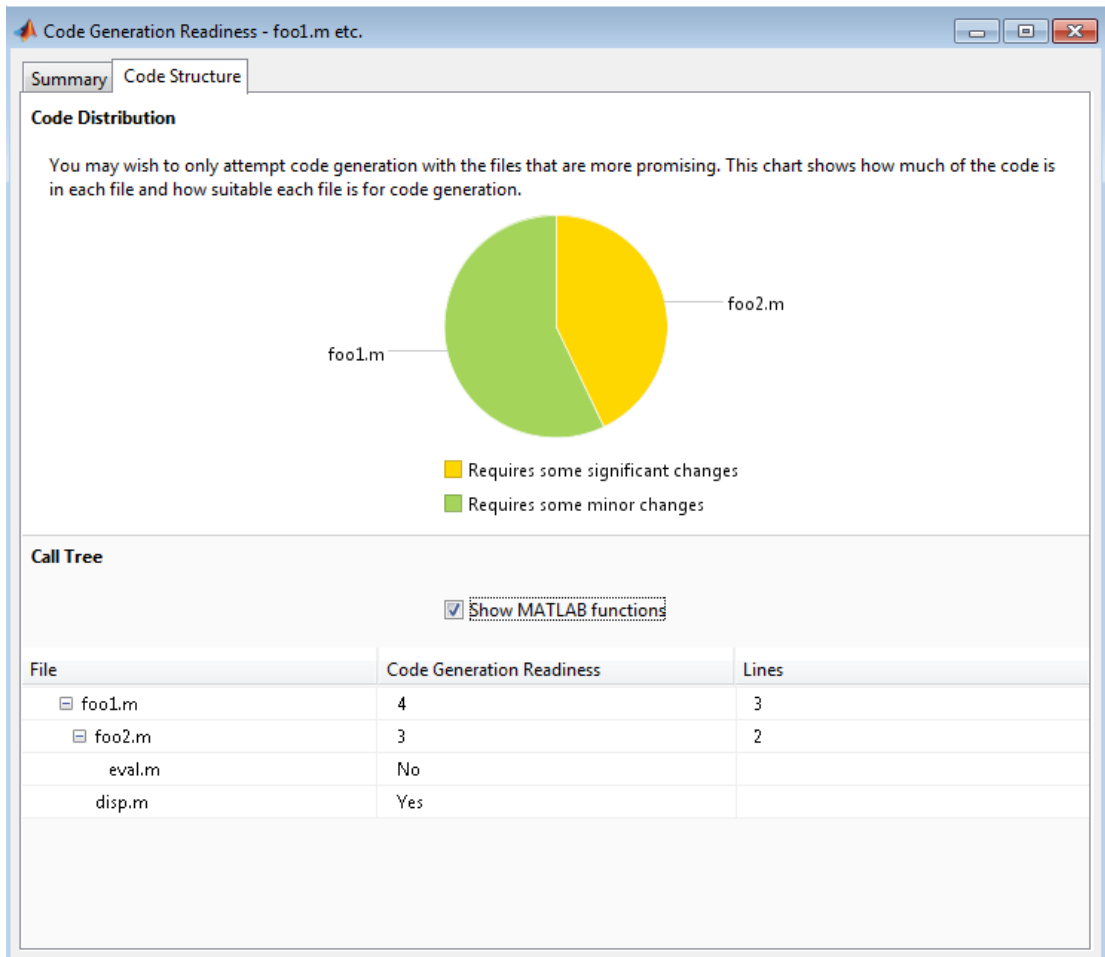 Code Generation Readiness - foo1.m etc.
Summary
Code Structure
Code Distribution
You may wish to only attempt code generation with the files that are more promising. This chart shows how much of the code is
in each file and how suitable each file is for code generation.
foo2.m
foo1.m
Requires some significant changes
Requires some minor changes
Call Tree
Show MATLAB functions
File Code Generation Readiness Lines
foo1.m 4 3
foo2.m 3 2
eval.m No
disp.m Yes